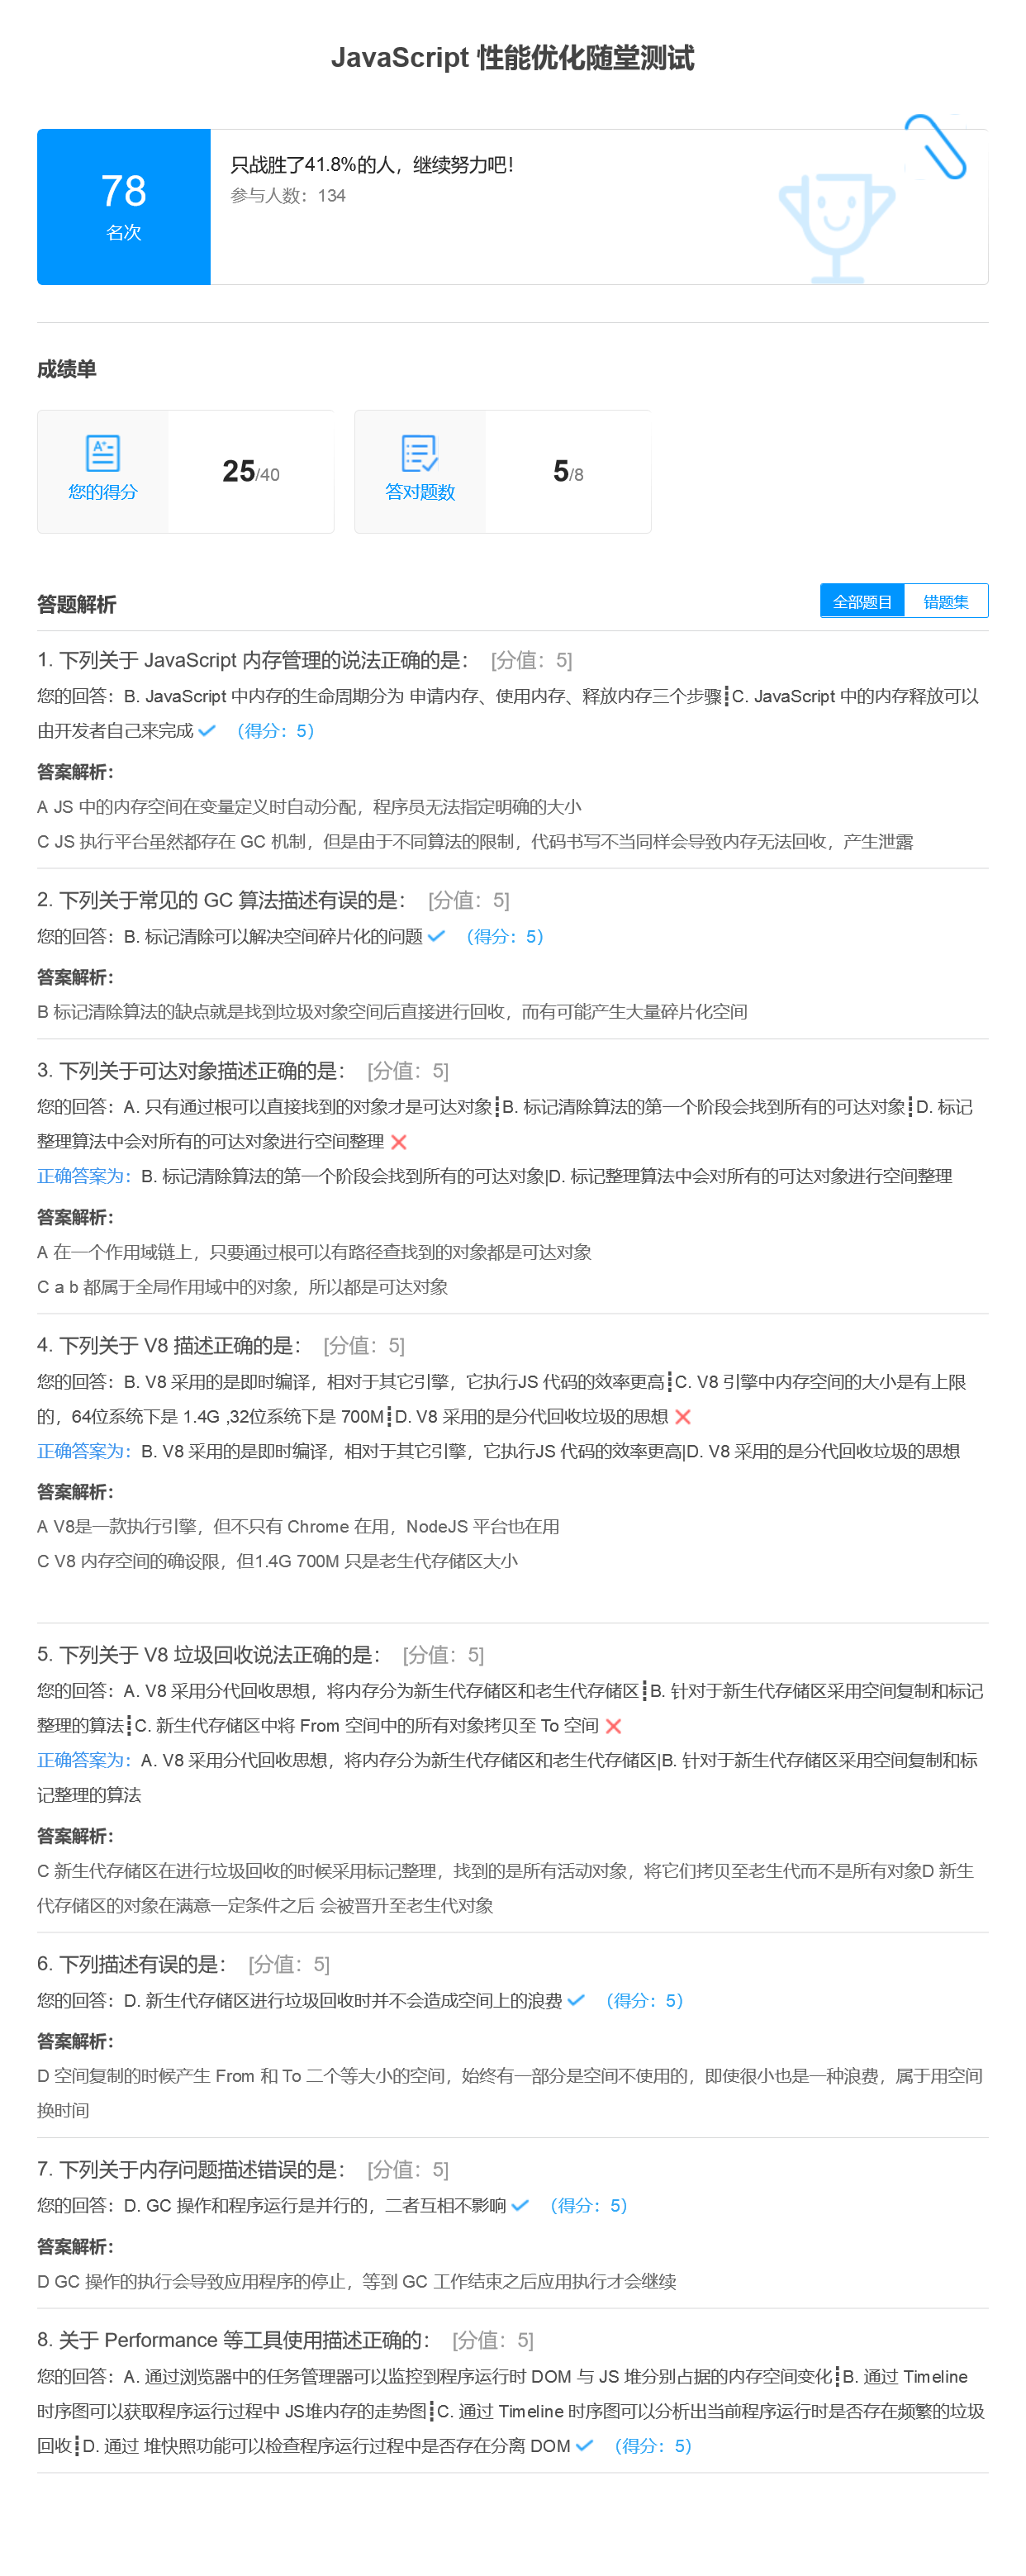 JavaScript 性能优化随堂测试
78
名次
只战胜了41.8%的人，继续努力吧！
参与人数：134
成绩单
A+
您的得分
25/40
答对题数
5/8
答题解析
全部题目
错题集
1. 下列关于 JavaScript 内存管理的说法正确的是： [分值：5]
您的回答：B. JavaScript 中内存的生命周期分为 申请内存、使用内存、释放内存三个步骤┋C. JavaScript 中的内存释放可以
由开发者自己来完成 （得分：5）
答案解析：
A JS 中的内存空间在变量定义时自动分配，程序员无法指定明确的大小
C JS 执行平台虽然都存在 GC 机制，但是由于不同算法的限制，代码书写不当同样会导致内存无法回收，产生泄露
2. 下列关于常见的 GC 算法描述有误的是： [分值：5]
您的回答：B. 标记清除可以解决空间碎片化的问题 （得分：5）
答案解析：
B 标记清除算法的缺点就是找到垃圾对象空间后直接进行回收，而有可能产生大量碎片化空间
3. 下列关于可达对象描述正确的是： [分值：5]
您的回答：A. 只有通过根可以直接找到的对象才是可达对象┋B. 标记清除算法的第一个阶段会找到所有的可达对象┋D. 标记
整理算法中会对所有的可达对象进行空间整理
正确答案为：B. 标记清除算法的第一个阶段会找到所有的可达对象|D. 标记整理算法中会对所有的可达对象进行空间整理
答案解析：
A 在一个作用域链上，只要通过根可以有路径查找到的对象都是可达对象
C a b 都属于全局作用域中的对象，所以都是可达对象
4. 下列关于 V8 描述正确的是： [分值：5]
您的回答：B. V8 采用的是即时编译，相对于其它引擎，它执行JS 代码的效率更高┋C. V8 引擎中内存空间的大小是有上限
的，64位系统下是 1.4G ,32位系统下是 700M┋D. V8 采用的是分代回收垃圾的思想
正确答案为：B. V8 采用的是即时编译，相对于其它引擎，它执行JS 代码的效率更高|D. V8 采用的是分代回收垃圾的思想
答案解析：
A V8是一款执行引擎，但不只有 Chrome 在用，NodeJS 平台也在用
C V8 内存空间的确设限，但1.4G 700M 只是老生代存储区大小
5. 下列关于 V8 垃圾回收说法正确的是： [分值：5]
您的回答：A. V8 采用分代回收思想，将内存分为新生代存储区和老生代存储区┋B. 针对于新生代存储区采用空间复制和标记
整理的算法┋C. 新生代存储区中将 From 空间中的所有对象拷贝至 To 空间
正确答案为：A. V8 采用分代回收思想，将内存分为新生代存储区和老生代存储区|B. 针对于新生代存储区采用空间复制和标
记整理的算法
答案解析：
C 新生代存储区在进行垃圾回收的时候采用标记整理，找到的是所有活动对象，将它们拷贝至老生代而不是所有对象D 新生
代存储区的对象在满意一定条件之后 会被晋升至老生代对象
6. 下列描述有误的是： [分值：5]
您的回答：D. 新生代存储区进行垃圾回收时并不会造成空间上的浪费 （得分：5）
答案解析：
D 空间复制的时候产生 From 和 To 二个等大小的空间，始终有一部分是空间不使用的，即使很小也是一种浪费，属于用空间
换时间
7. 下列关于内存问题描述错误的是： [分值：5]
您的回答：D. GC 操作和程序运行是并行的，二者互相不影响 （得分：5）
答案解析：
D GC 操作的执行会导致应用程序的停止，等到 GC 工作结束之后应用执行才会继续
8. 关于 Performance 等工具使用描述正确的： [分值：5]
您的回答：A. 通过浏览器中的任务管理器可以监控到程序运行时 DOM 与 JS 堆分别占据的内存空间变化┋B. 通过 Timeline
时序图可以获取程序运行过程中 JS堆内存的走势图┋C. 通过 Timeline 时序图可以分析出当前程序运行时是否存在频繁的垃圾
回收┋D. 通过 堆快照功能可以检查程序运行过程中是否存在分离 DOM （得分：5）